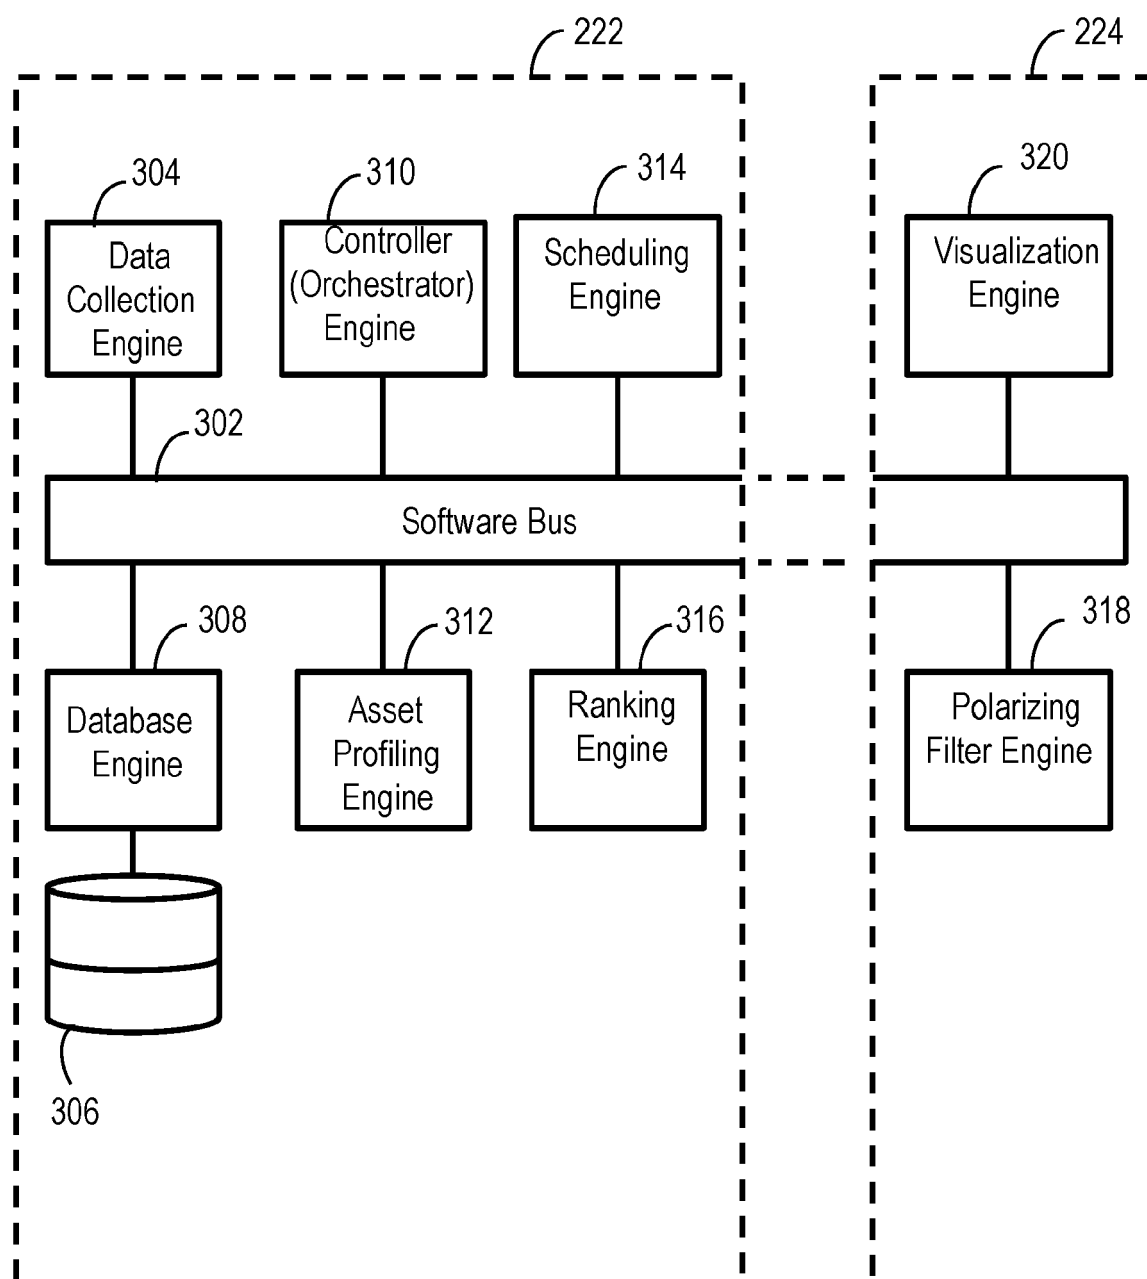 222
224
304
310
314
320
Data
Collection
Engine
Controller
(Orchestrator)
Engine
Scheduling
Engine
Visualization
Engine
302
Software Bus
308
312
316
318
Database
Engine
Asset
Profiling
Engine
Ranking
Engine
Polarizing
Filter Engine
306